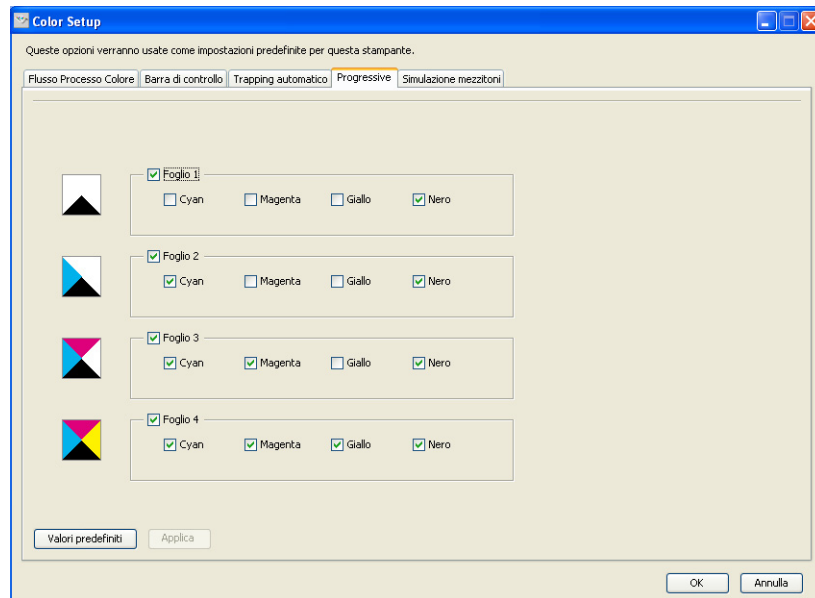 Color Setup
Queste opzioni verranno usate come impostazioni predefinite per questa stampante.
Flusso Processo Colore Barra di controllo Trapping automatico Progressive Simulazione mezzitoni
Foglio 1
Cyan Magenta Giallo Nero
Foglio 2
Cyan Magenta Giallo Nero
Foglio 3
Cyan Magenta Giallo Nero
Foglio 4
Cyan Magenta Giallo Nero
Valori predefiniti Applica
OK Annulla